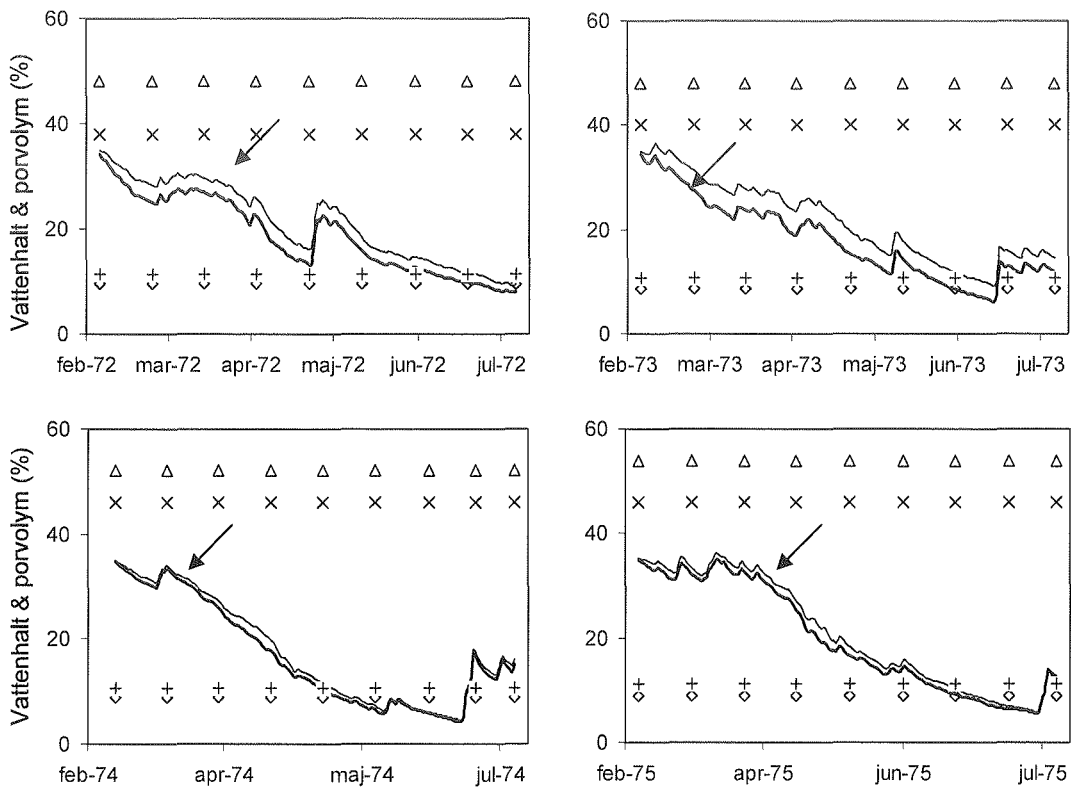 60
40
20
0
Vattenhalt & porvolym (%)
feb-72 mar-72 apr-72 maj-72 jun-72 jul-72
60
40
20
0
feb-73 mar-73 apr-73 maj-73 jun-73 jul-73
60
40
20
0
Vattenhalt & porvolym (%)
feb-74 apr-74 maj-74 jul-74
60
40
20
0
feb-75 apr-75 jun-75 jul-75